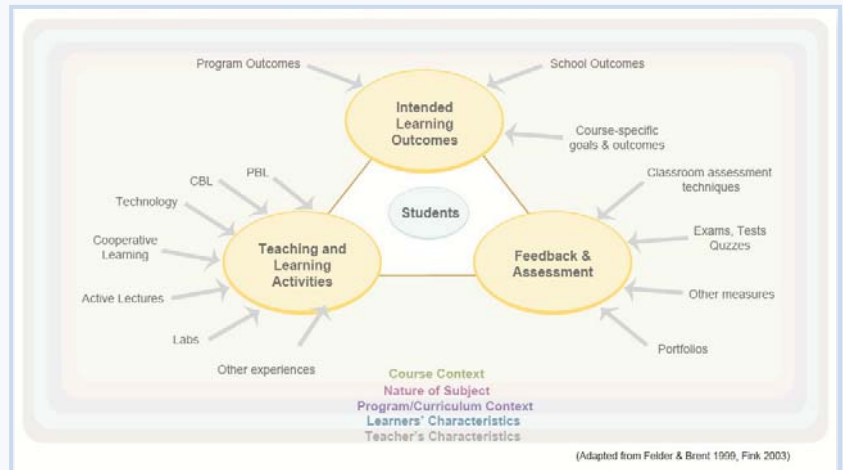 Program Outcomes
School Outcomes
Intended
Learning
Outcomes
Course-specific
goals & outcomes
Classroom assessment
techniques
PBL
CBL
Technology
Students
Cooperative
Learning
Teaching and
Learning
Activities
Feedback &
Assessment
Exams, Tests
Quzzes
Active Lectures
Other measures
Labs
Portfolios
Other experiences
Course Context
Nature of Subject
Program/Curriculum Context
Learners' Characteristics
Teacher's Characteristics
(Adapted from Felder & Brent 1999, Fink 2003)